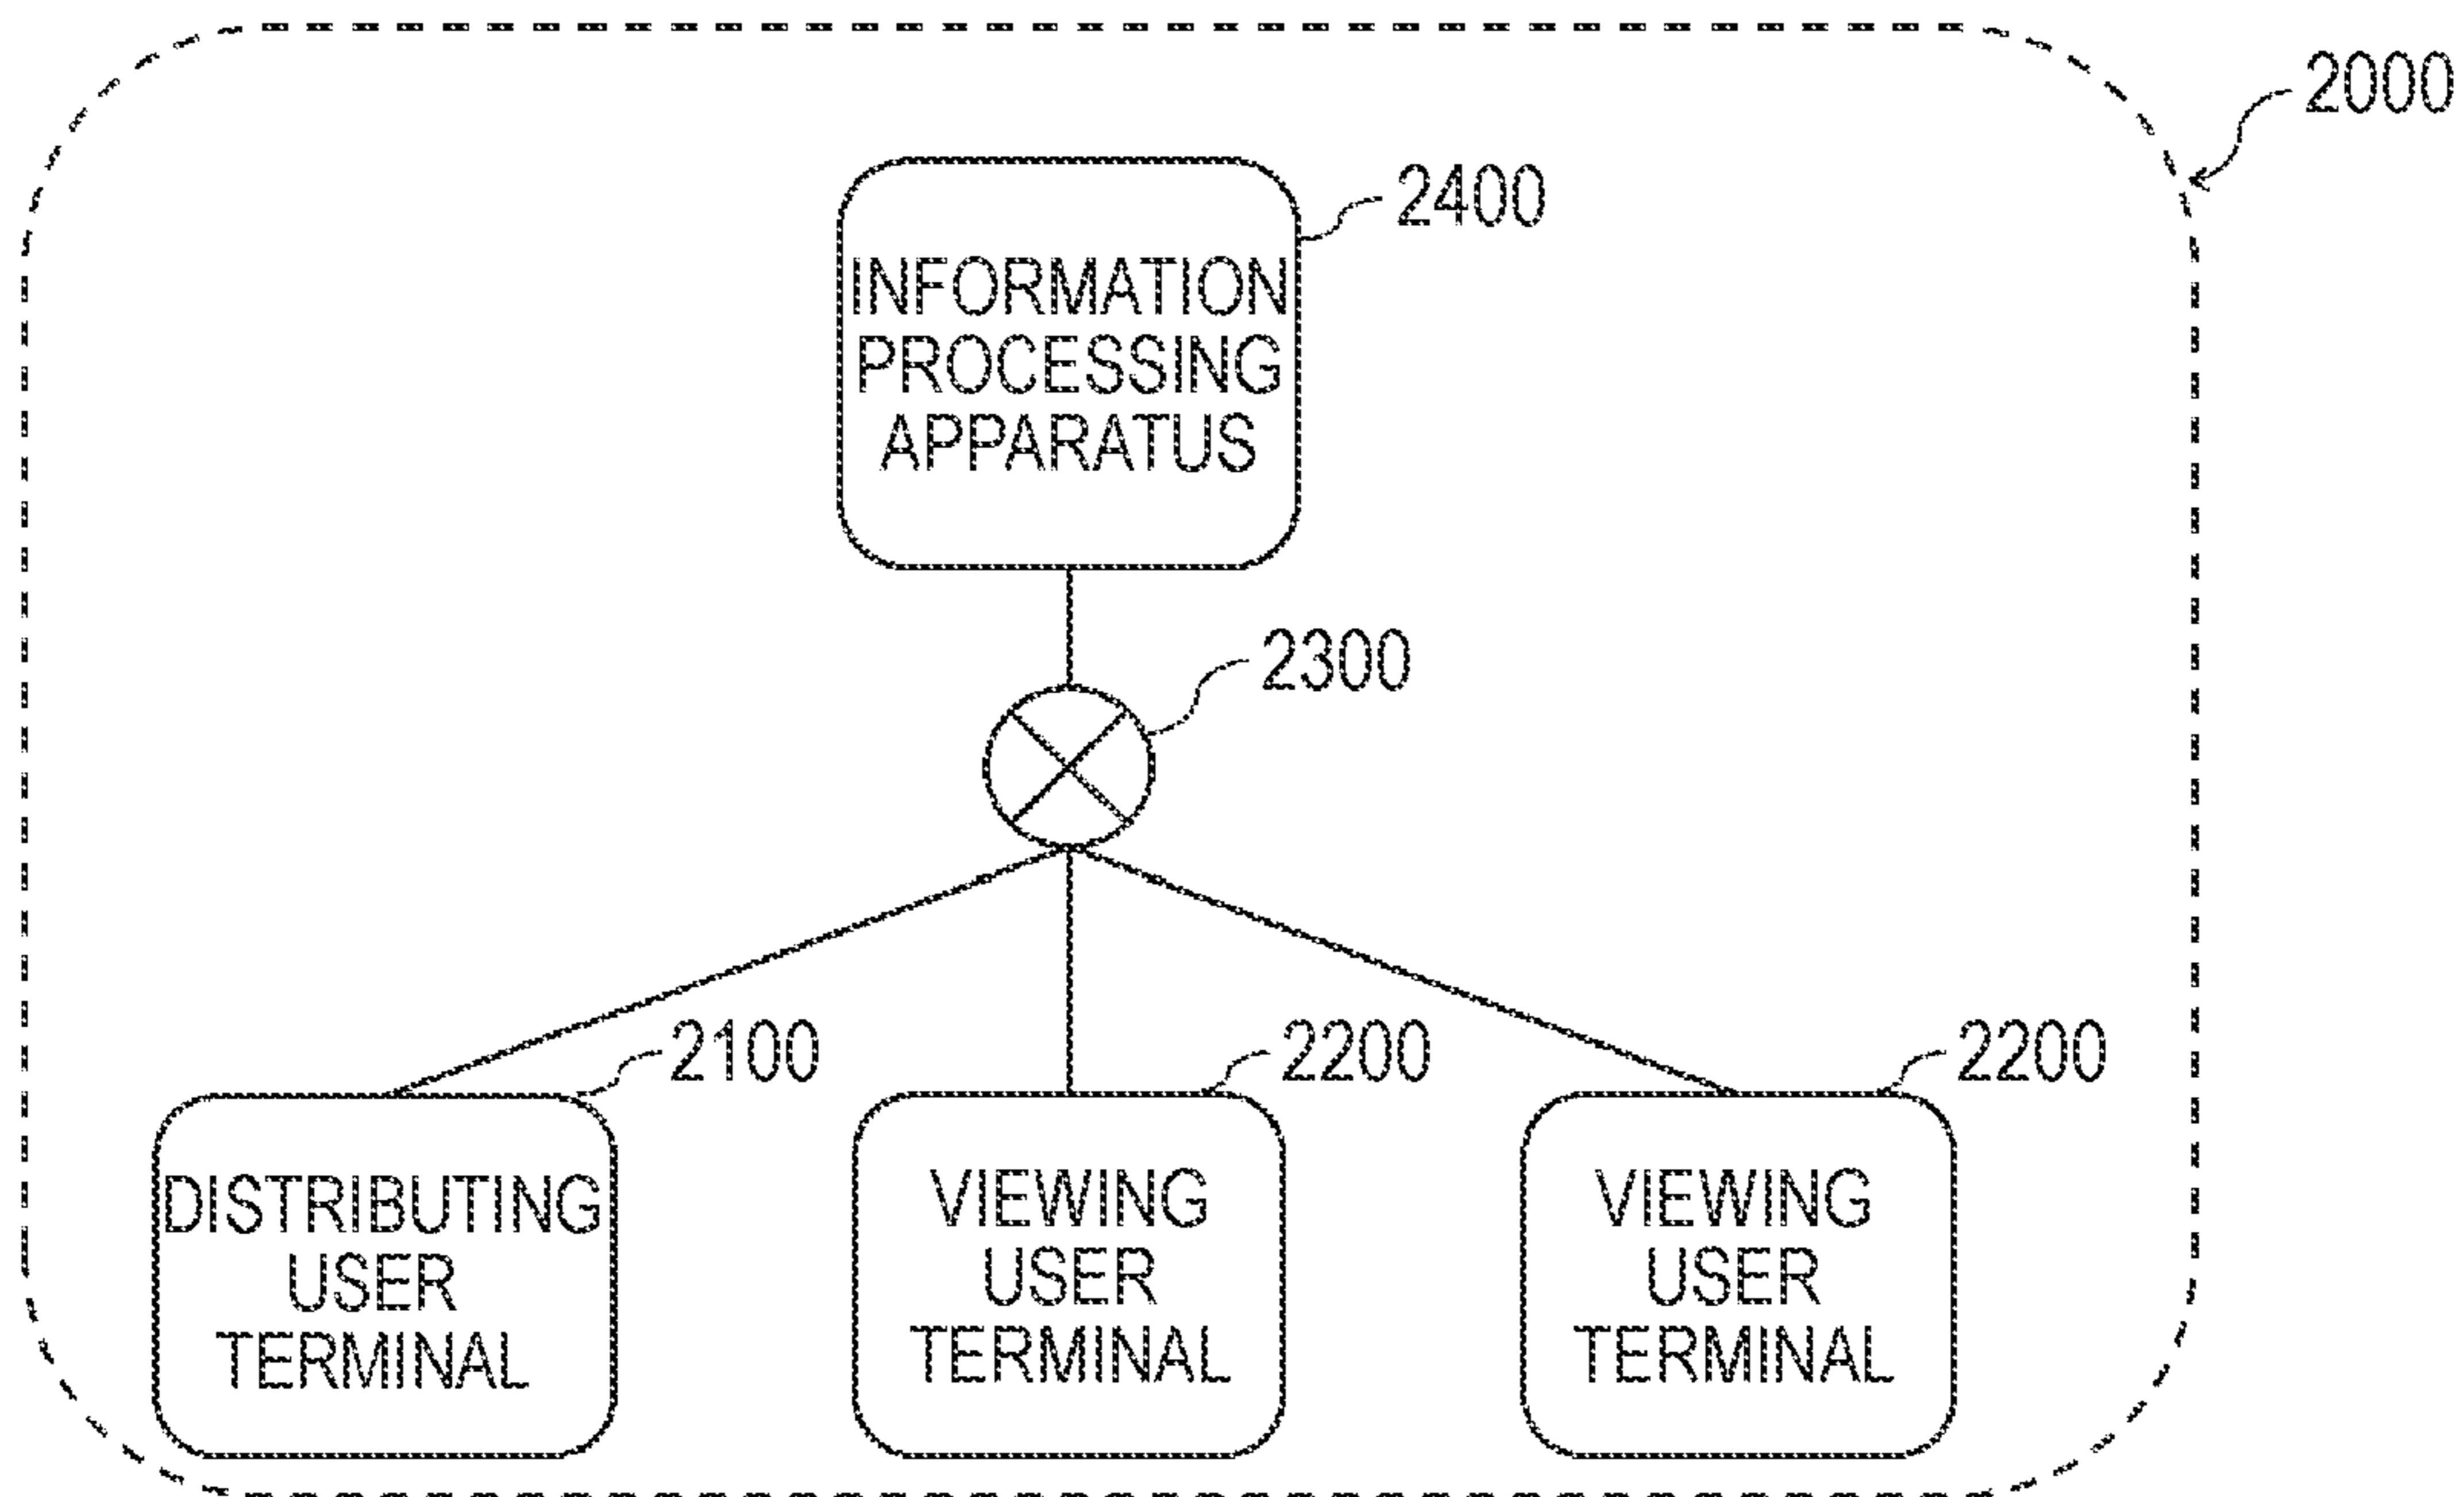 2000
2400
INFORMATION
PROCESSING
APPARATUS
2300
2100
DISTRIBUTING
USER
TERMINAL
2200
VIEWING
USER
TERMINAL
2200
VIEWING
USER
TERMINAL